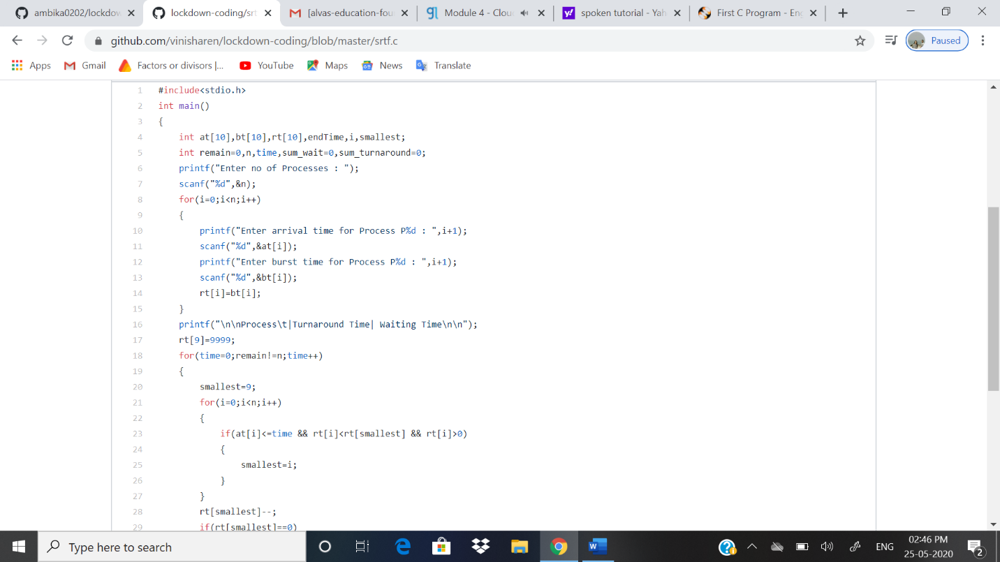 ambika0202/lockdow
lockdown-coding/srt
[alvas-education-fou
Module 4 - Clou
spoken tutorial - Yah
First C Program - Eng
github.com/vinisharen/lockdown-coding/blob/master/srtf.c
Paused
Apps
Gmail
Factors or divisors |...
YouTube
Maps
News
Translate
1 #include<stdio.h>
2 int main()
3 {
4 int at[10],bt[10],rt[10],endTime,i,smallest;
5 int remain=0,n,time,sum_wait=0,sum_turnaround=0;
6 printf("Enter no of Processes : ");
7 scanf("%d",&n);
8 for(i=0;i<n;i++)
9 {
10 printf("Enter arrival time for Process P%d : ",i+1);
11 scanf("%d",&at[i]);
12 printf("Enter burst time for Process P%d : ",i+1);
13 scanf("%d",&bt[i]);
14 rt[i]=bt[i];
15 }
16 printf("\n\nProcess\t|Turnaround Time| Waiting Time\n\n");
17 rt[9]=9999;
18 for(time=0;remain!=n;time++)
19 {
20 smallest=9;
21 for(i=0;i<n;i++)
22 {
23 if(at[i]<=time && rt[i]<rt[smallest] && rt[i]>0)
24 {
25 smallest=i;
26 }
27 }
28 rt[smallest]--;
29 if(rt[smallest]==0)
Type here to search
ENG
02:46 PM
25-05-2020
2